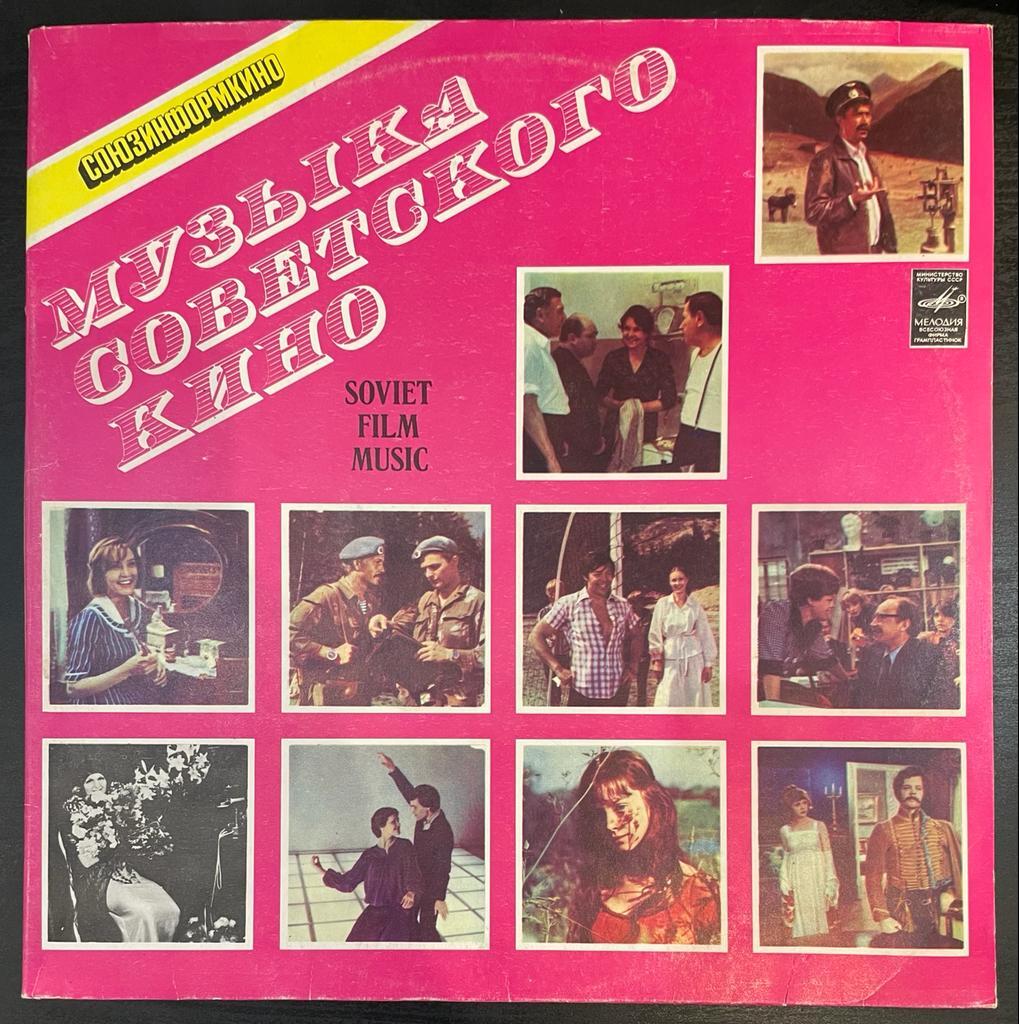 СОЮЗИНФОРМКИНО
МУЗЫКА
СОВЕТСКОГО
КИНО
SOVIET
FILM
MUSIC
МИНИСТЕРСТВО
КУЛЬТУРЫ СССР
МЕЛОДИЯ
ВСЕСОЮЗНАЯ
ФИРМА
ГРАМПЛАСТИНОК